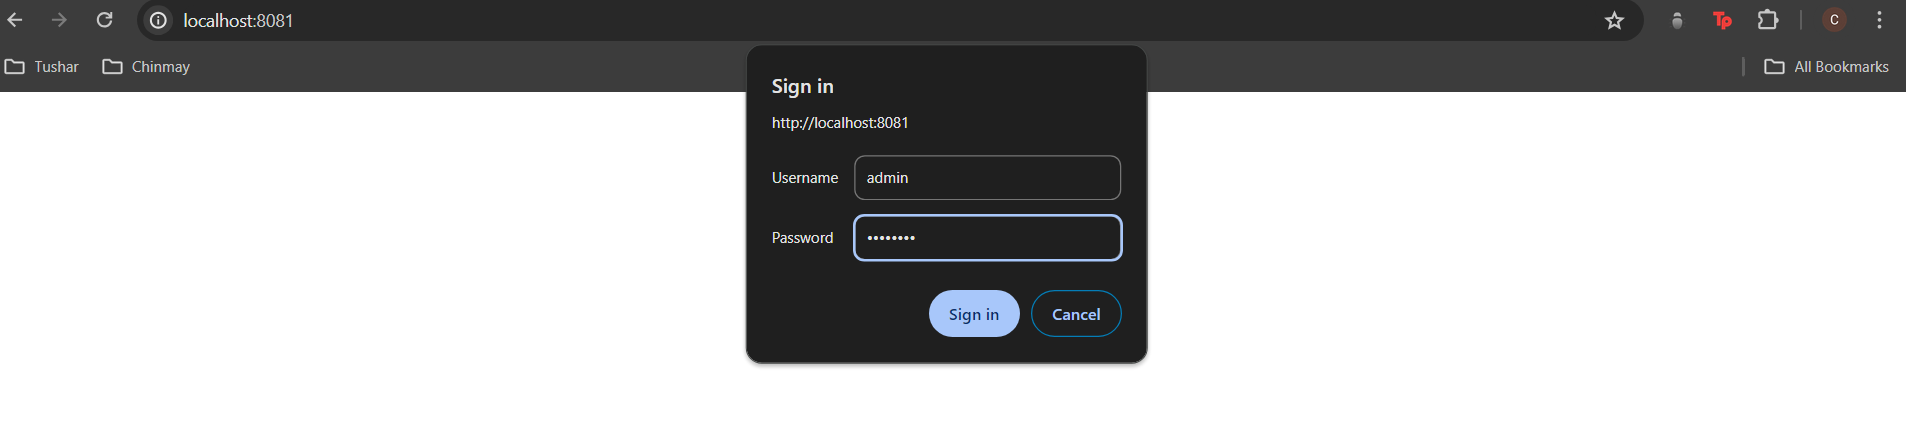 localhost:8081
Tp
C
Tushar
Chinmay
All Bookmarks
Sign in
http://localhost:8081
Username
admin
Password
••••••••
Sign in
Cancel